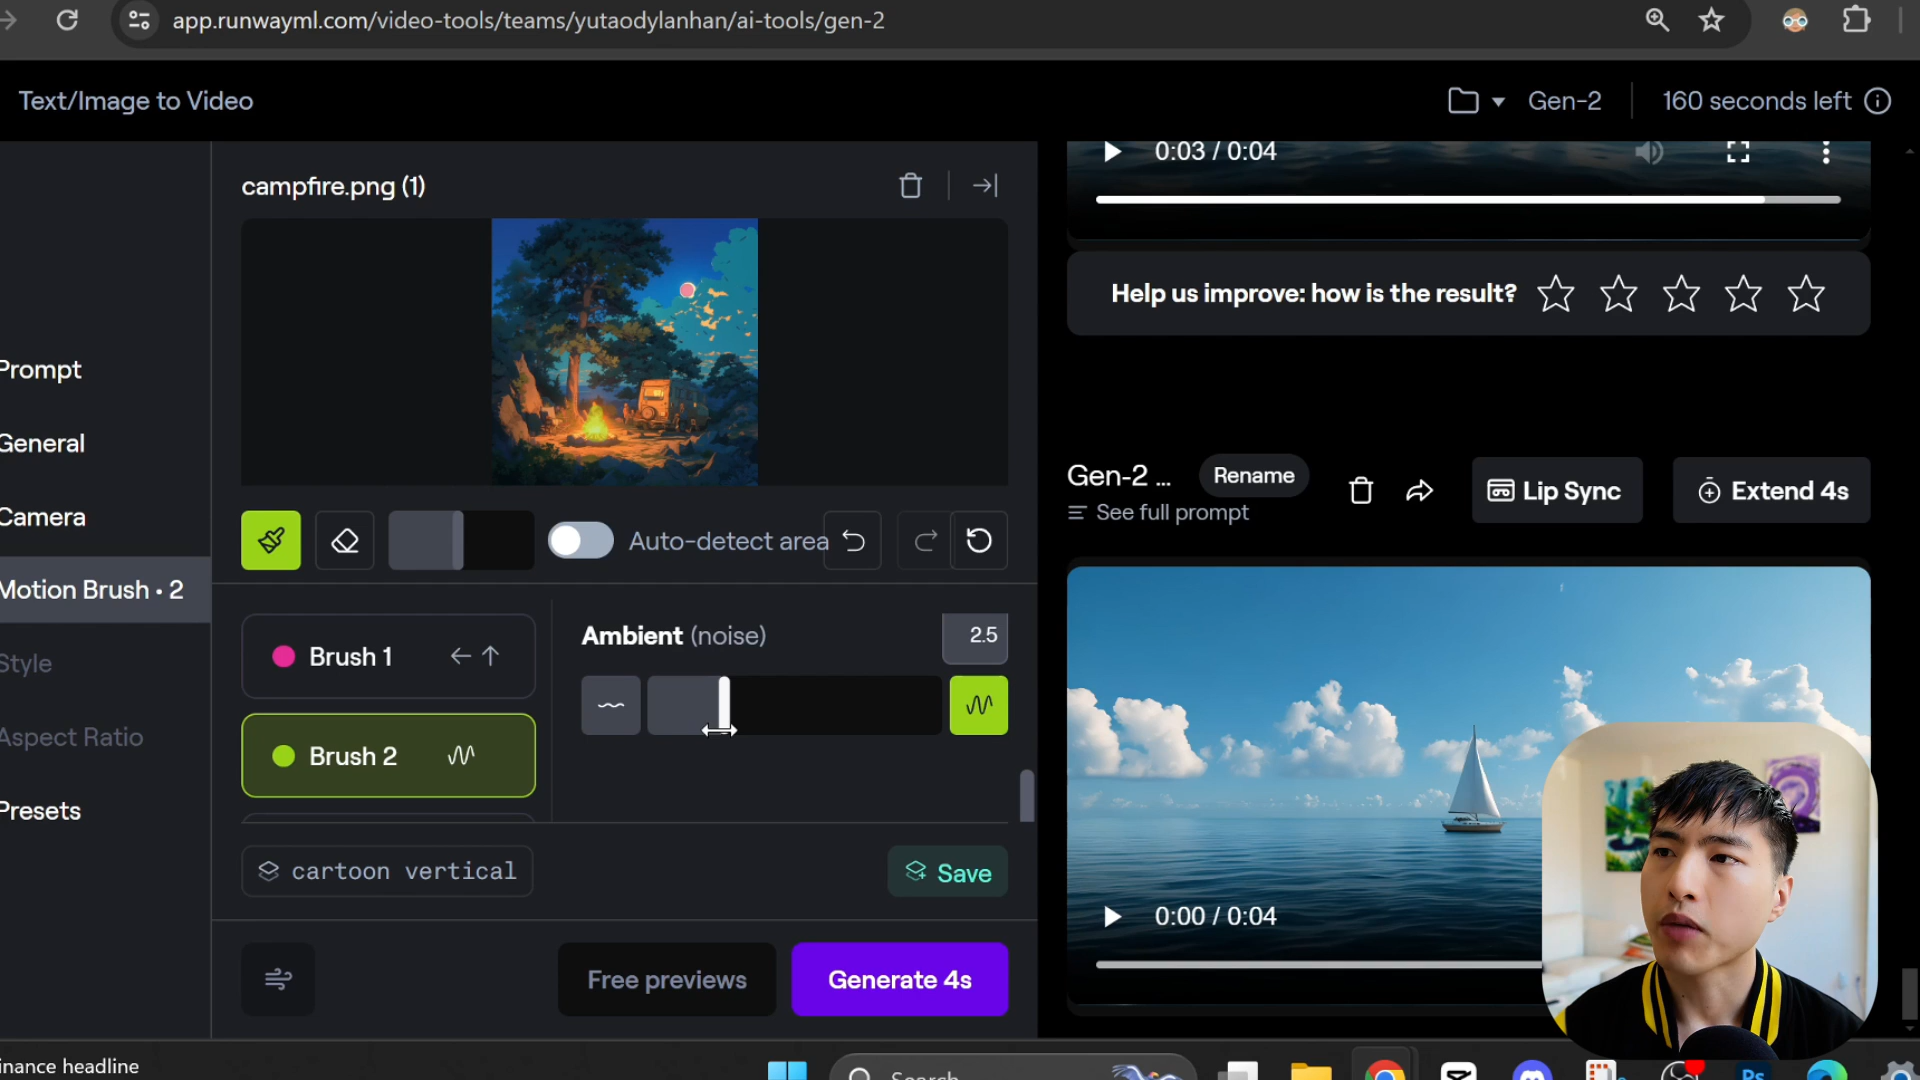 app.runwayml.com/video-tools/teams/yutaodylanhan/ai-tools/gen-2
Text/Image to Video
Gen-2
160 seconds left
campfire.png (1)
0:03 / 0:04
Help us improve: how is the result?
Prompt
General
Camera
Motion Brush • 2
Style
Aspect Ratio
Presets
Auto-detect area
Brush 1
Brush 2
Ambient (noise)
2.5
cartoon vertical
Save
Free previews
Generate 4s
Gen-2 ...
Rename
See full prompt
Lip Sync
Extend 4s
0:00 / 0:04
inance headline
Search
Ps